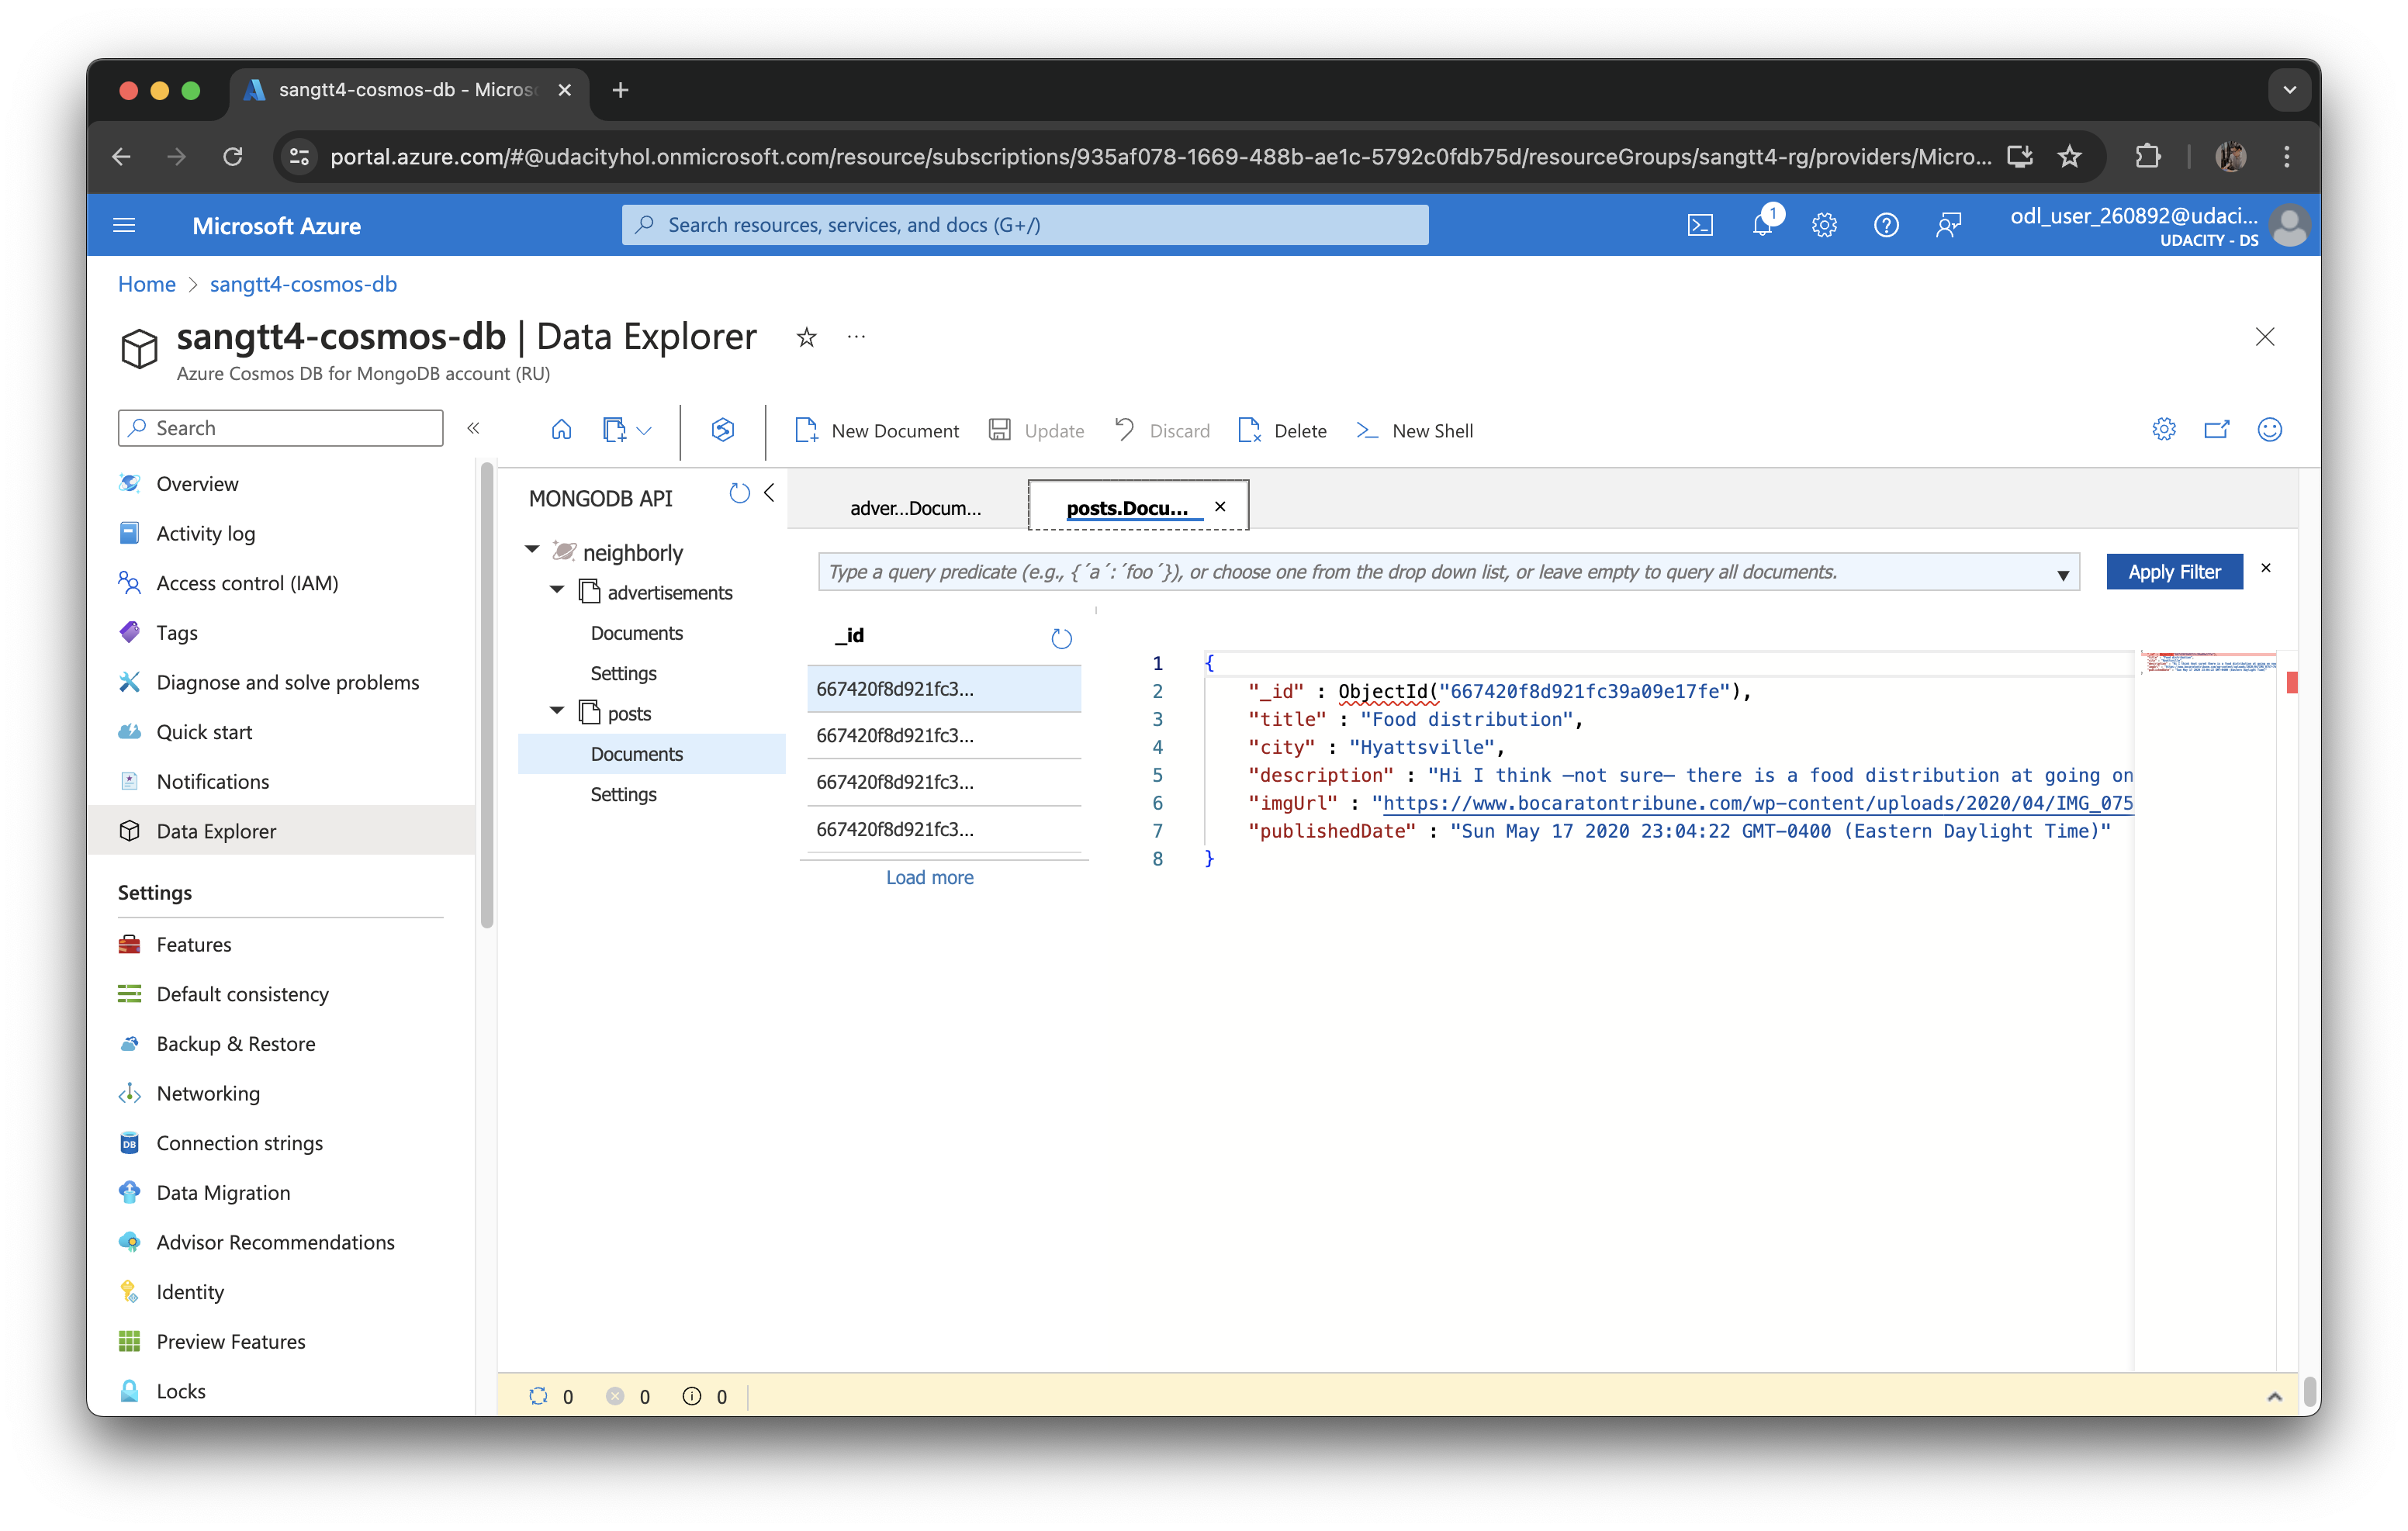 sangtt4-cosmos-db - Micros
portal.azure.com/#@udacityhol.onmicrosoft.com/resource/subscriptions/935af078-1669-488b-ae1c-5792c0fdb75d/resourceGroups/sangtt4-rg/providers/Micro...
Microsoft Azure
Search resources, services, and docs (G+/)
1
odl_user_260892@udaci...
UDACITY - DS
Home > sangtt4-cosmos-db
sangtt4-cosmos-db | Data Explorer
Azure Cosmos DB for MongoDB account (RU)
Search
New Document
Update
Discard
Delete
New Shell
Overview
Activity log
Access control (IAM)
Tags
Diagnose and solve problems
Quick start
Notifications
Data Explorer
Settings
Features
Default consistency
Backup & Restore
Networking
Connection strings
Data Migration
Advisor Recommendations
Identity
Preview Features
Locks
MONGODB API
neighborly
advertisements
Documents
Settings
posts
Documents
Settings
adver...Docum...
posts.Docu...
Type a query predicate (e.g., {´a´:´foo´}), or choose one from the drop down list, or leave empty to query all documents.
Apply Filter
_id
667420f8d921fc3...
667420f8d921fc3...
667420f8d921fc3...
667420f8d921fc3...
Load more
1 {
2 "_id" : ObjectId("667420f8d921fc39a09e17fe"),
3 "title" : "Food distribution",
4 "city" : "Hyattsville",
5 "description" : "Hi I think —not sure— there is a food distribution at going on
6 "imgUrl" : "https://www.bocaratontribune.com/wp-content/uploads/2020/04/IMG_075
7 "publishedDate" : "Sun May 17 2020 23:04:22 GMT-0400 (Eastern Daylight Time)"
8 }
0 0 0